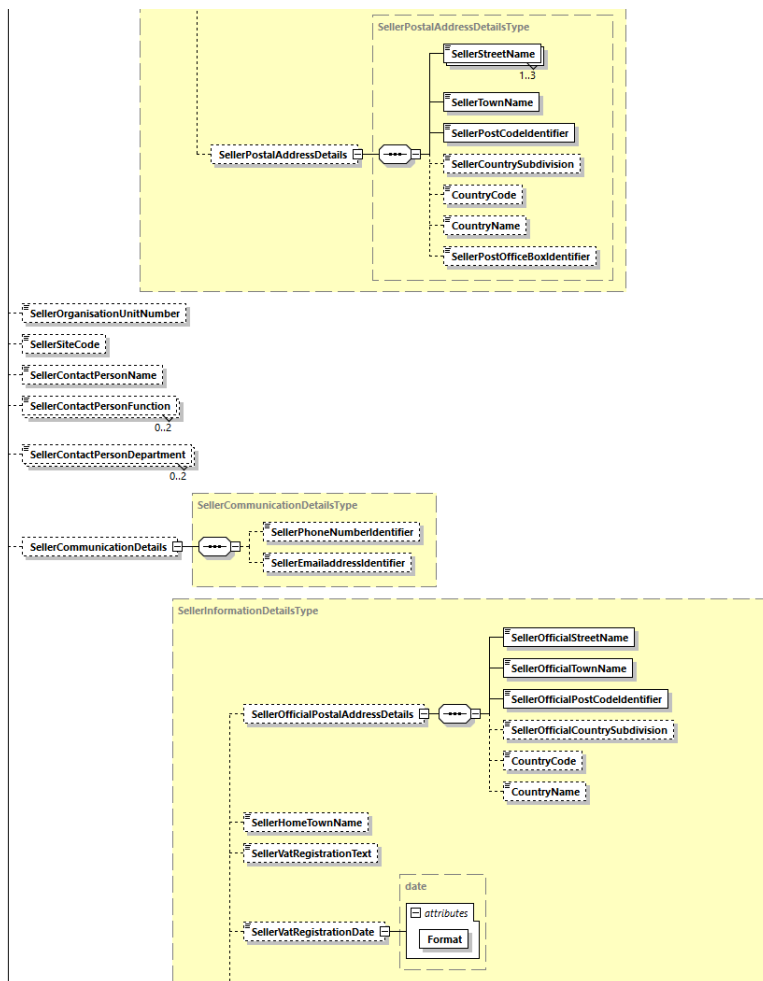 SellerPostalAddressDetailsType
SellerStreetName
1..3
SellerTownName
SellerPostCodeIdentifier
SellerPostalAddressDetails
SellerCountrySubdivision
CountryCode
CountryName
SellerPostOfficeBoxIdentifier
SellerOrganisationUnitNumber
SellerSiteCode
SellerContactPersonName
SellerContactPersonFunction
0..2
SellerContactPersonDepartment
0..2
SellerCommunicationDetailsType
SellerPhoneNumberIdentifier
SellerCommunicationDetails
SellerEmailaddressIdentifier
SellerInformationDetailsType
SellerOfficialStreetName
SellerOfficialTownName
SellerOfficialPostCodeIdentifier
SellerOfficialPostalAddressDetails
SellerOfficialCountrySubdivision
CountryCode
CountryName
SellerHomeTownName
SellerVatRegistrationText
date
attributes
SellerVatRegistrationDate
Format